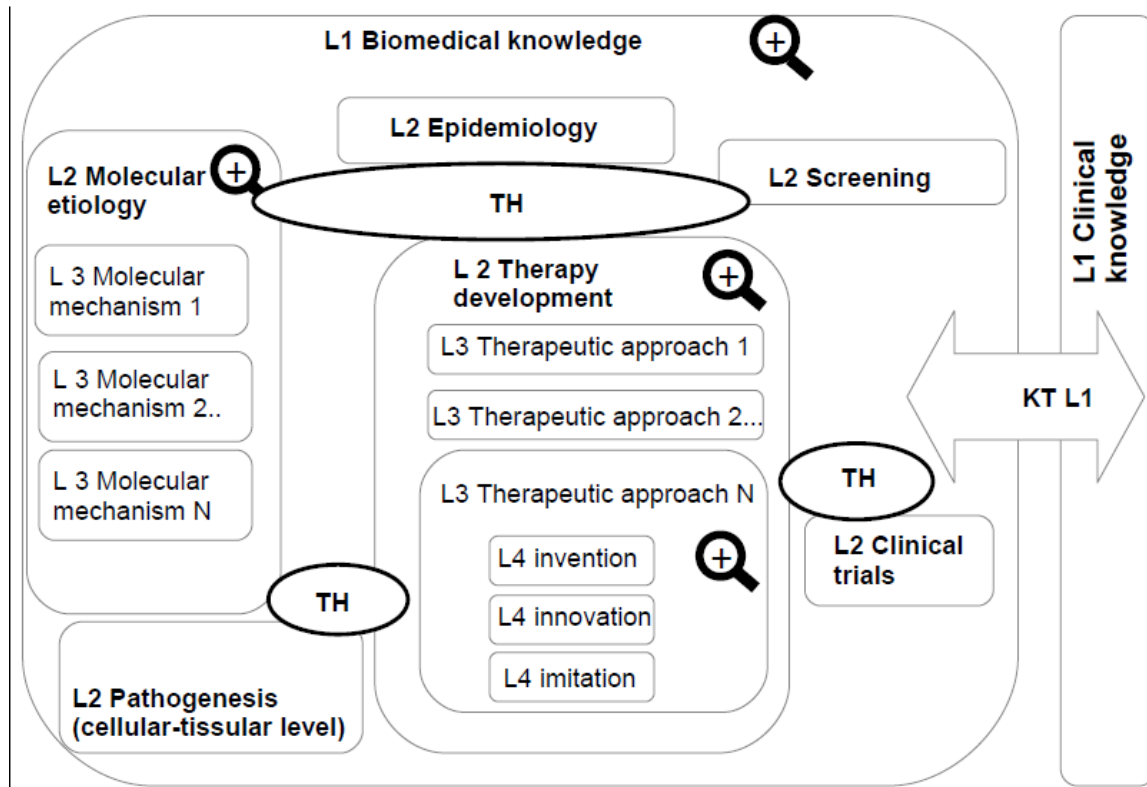 L1 Biomedical knowledge
L2 Epidemiology
L2 Molecular
etiology
TH
L2 Screening
L1 Clinical
knowledge
L 3 Molecular
mechanism 1
L 3 Molecular
mechanism 2..
L 3 Molecular
mechanism N
L 2 Therapy
development
L3 Therapeutic approach 1
L3 Therapeutic approach 2...
L3 Therapeutic approach N
L4 invention
L4 innovation
L4 imitation
KT L1
TH
L2 Clinical
trials
TH
L2 Pathogenesis
(cellular-tissular level)